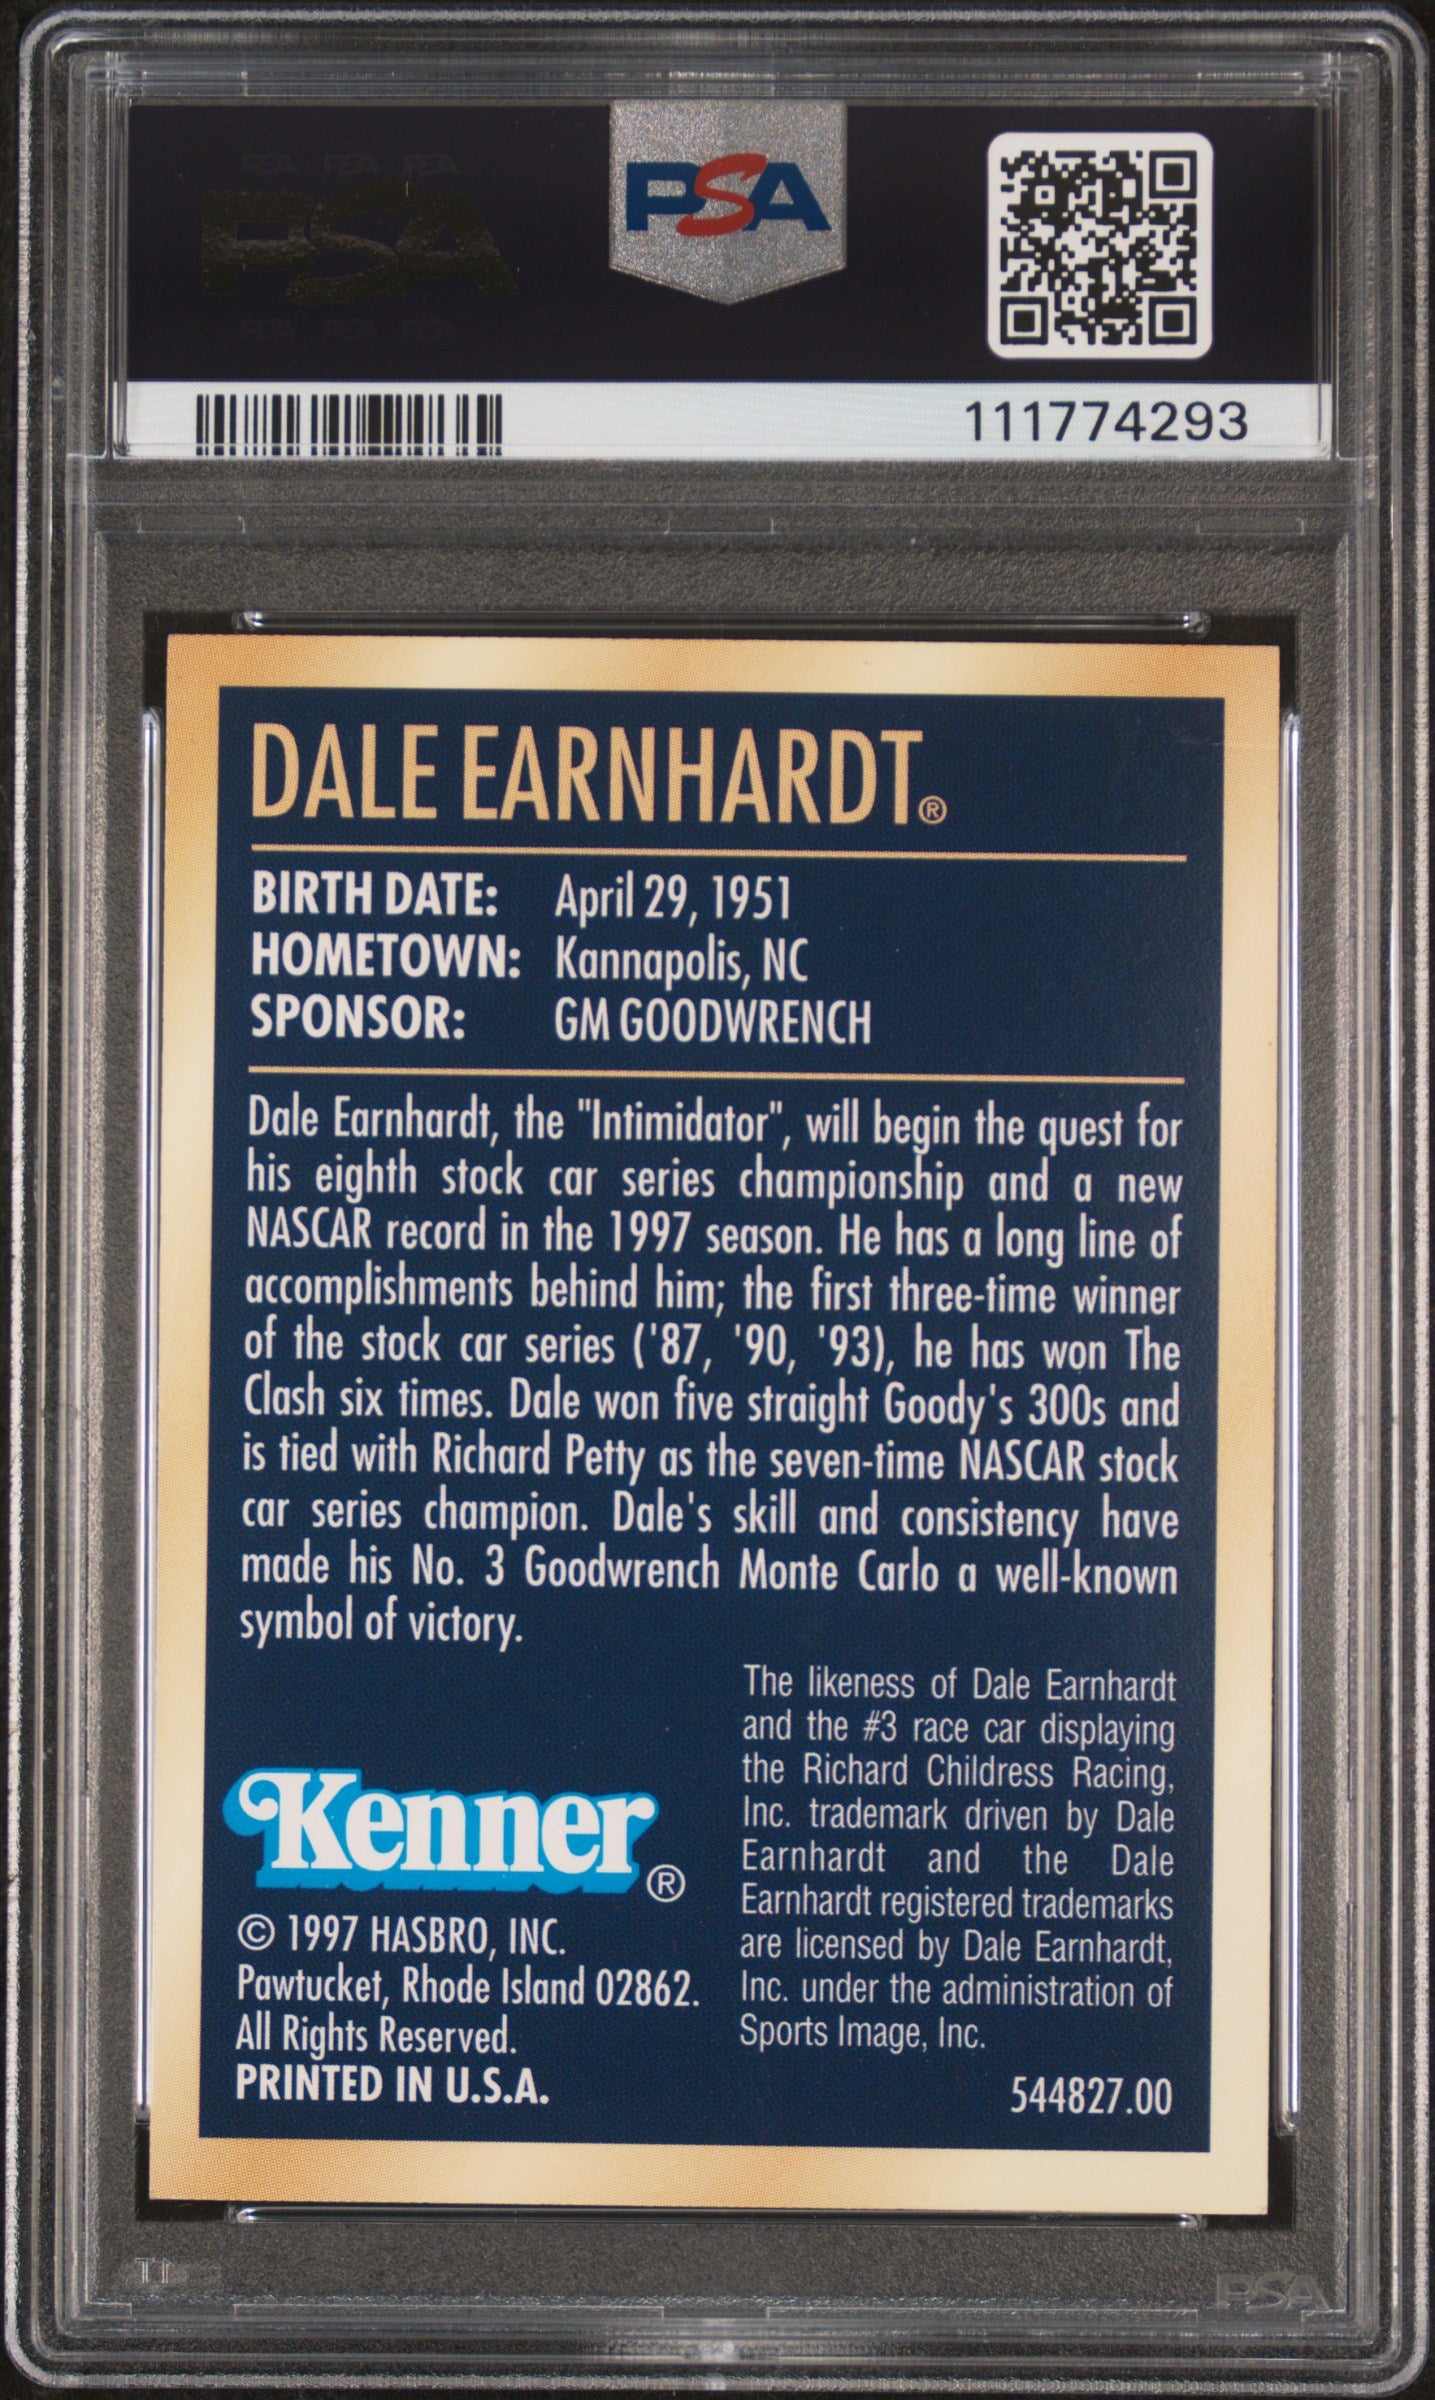 PSA PSA PSA
PSA
PSA PSA PSA
PSA
111774293
DALE EARNHARDT®
BIRTH DATE: April 29, 1951
HOMETOWN: Kannapolis, NC
SPONSOR: GM GOODWRENCH
Dale Earnhardt, the "Intimidator", will begin the quest for
his eighth stock car series championship and a new
NASCAR record in the 1997 season. He has a long line of
accomplishments behind him; the first three-time winner
of the stock car series ('87, '90, '93), he has won The
Clash six times. Dale won five straight Goody's 300s and
is tied with Richard Petty as the seven-time NASCAR stock
car series champion. Dale's skill and consistency have
made his No. 3 Goodwrench Monte Carlo a well-known
symbol of victory.
Kenner®
© 1997 HASBRO, INC.
Pawtucket, Rhode Island 02862.
All Rights Reserved.
PRINTED IN U.S.A.
The likeness of Dale Earnhardt
and the #3 race car displaying
the Richard Childress Racing,
Inc. trademark driven by Dale
Earnhardt and the Dale
Earnhardt registered trademarks
are licensed by Dale Earnhardt,
Inc. under the administration of
Sports Image, Inc.
544827.00
PSA